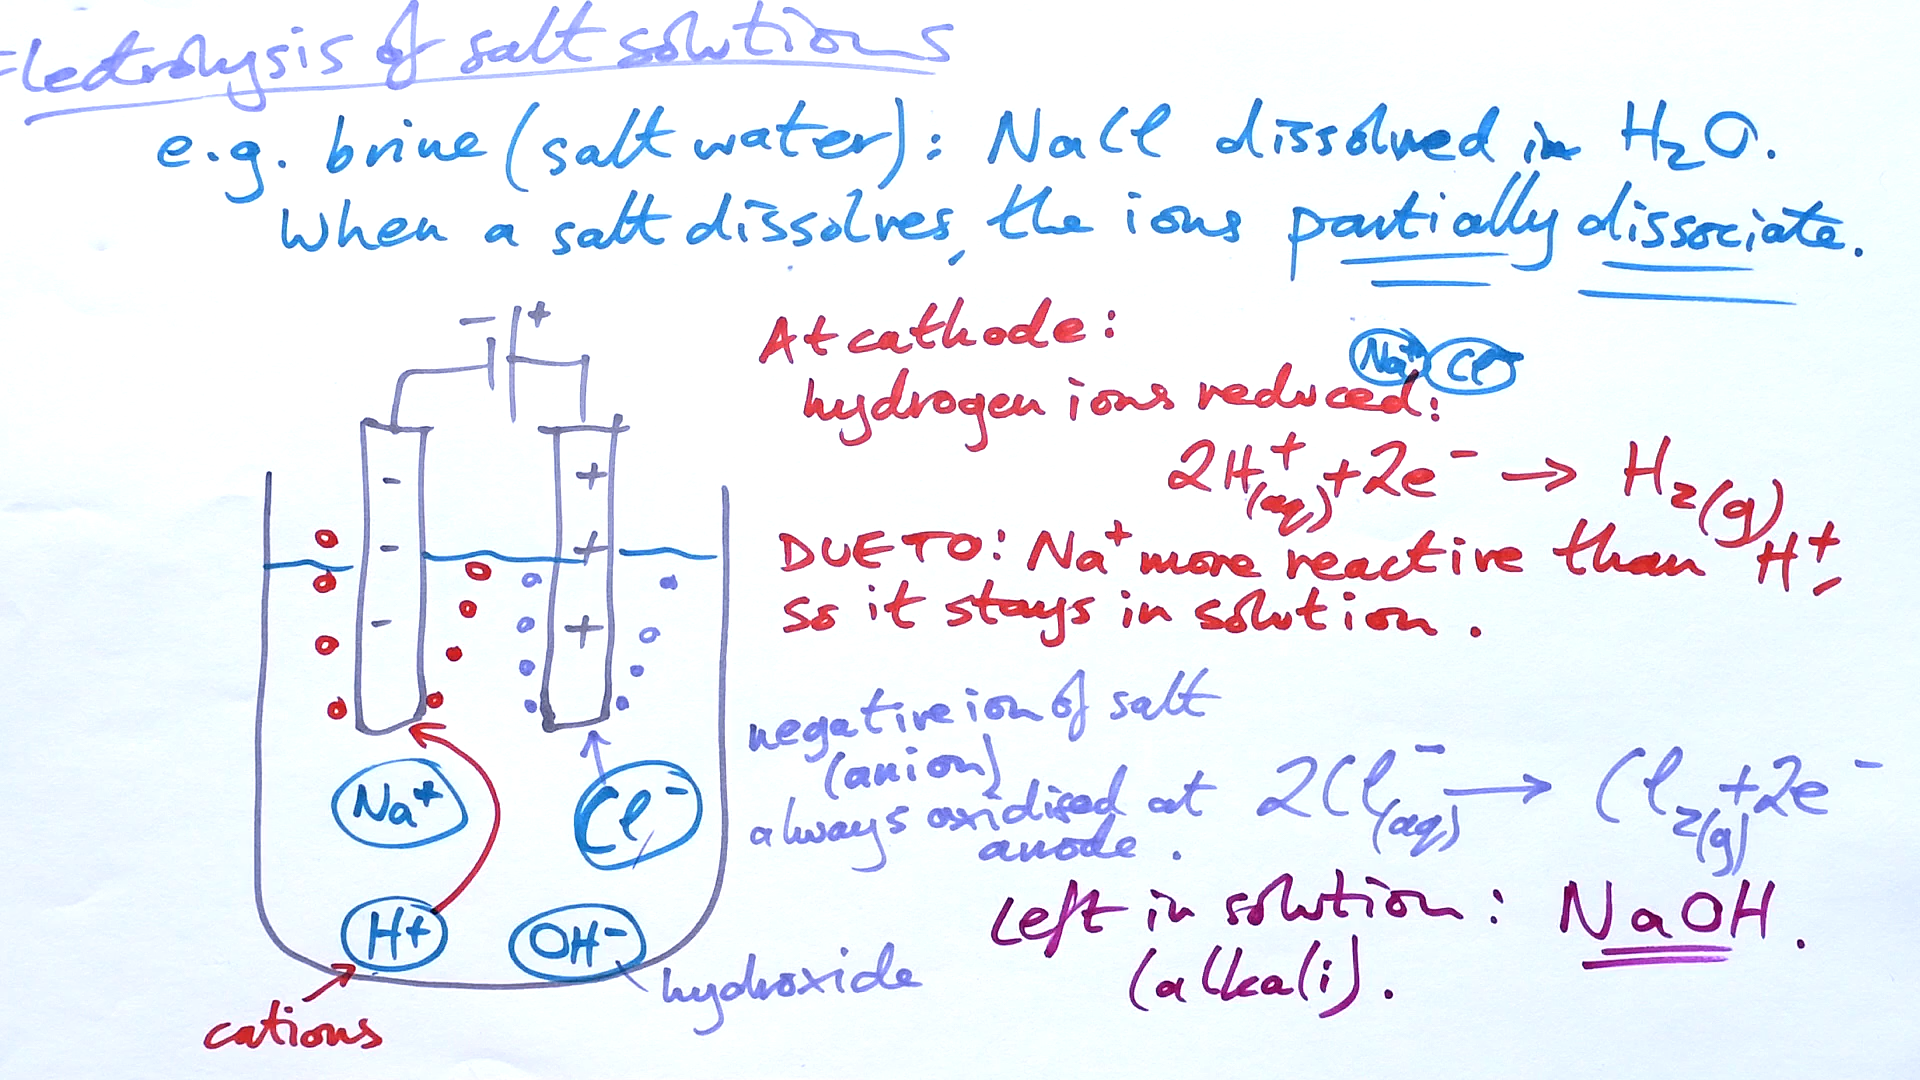 Electrolysis of salt solutions
e.g. brine (salt water): NaCl dissolved in H₂O.
When a salt dissolves, the ions partially dissociate.
- +
At cathode:
Na⁺ Cl⁻
hydrogen ions reduced:
2H⁺(aq) + 2e⁻ → H₂(g)
DUE TO: Na⁺ more reactive than H⁺,
so it stays in solution.
- +
- +
- +
negative ion of salt
(anion)
always oxidised at
anode.
2Cl⁻(aq) → Cl₂(g) + 2e⁻
Na⁺ Cl⁻
H+ OH⁻
hydroxide
cations
Left in solution: NaOH.
(alkali).